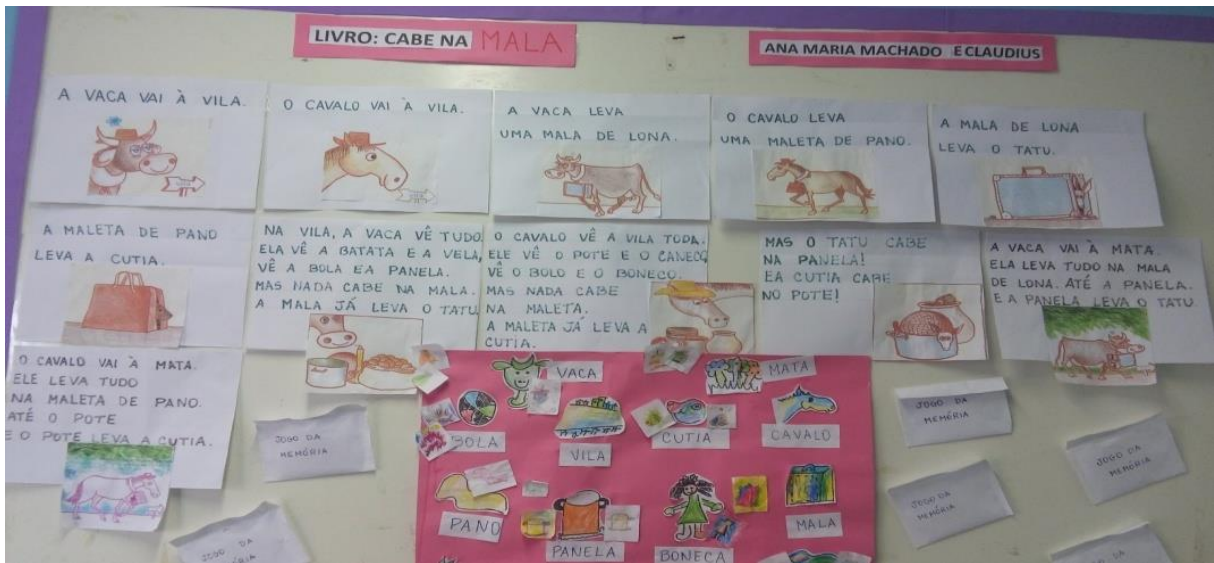 LIVRO: CABE NA MALA
ANA MARIA MACHADO E CLAUDIUS
A VACA VAI À VILA.
O CAVALO VAI À VILA.
A VACA LEVA
UMA MALA DE LONA.
O CAVALO LEVA
UMA MALETA DE PANO.
A MALA DE LONA
LEVA O TATU.
A MALETA DE PANO
LEVA A CUTIA.
NA VILA, A VACA VÊ TUDO
ELA VÊ A BATATA E A VELA,
VÊ A BOLA E A PANELA.
MAS NADA CABE NA MALA.
A MALA JÁ LEVA O TATU
O CAVALO VÊ A VILA TODA.
ELE VÊ O POTE E O CANECO
VÊ O BOLO E O BONECO.
MAS NADA CABE
NA MALETA.
A MALETA JÁ LEVA A
CUTIA.
MAS O TATU CABE
NA PANELA!
E A CUTIA CABE
NO POTE!
A VACA VAI À MATA.
ELA LEVA TUDO NA MALA
DE LONA. ATÉ A PANELA.
E A PANELA LEVA O TATU.
O CAVALO VAI À MATA.
ELE LEVA TUDO
NA MALETA DE PANO.
ATÉ O POTE
E O POTE LEVA A CUTIA.
VACA
MATA
BOLA
VILA
CUTIA
CAVALO
PANO
PANELA
BONECA
MALA
JOGO DA
MEMÓRIA
JOGO DA
MEMÓRIA
JOGO DA
MEMÓRIA
JOGO DA
MEMÓRIA
JOGO DA
MEMÓRIA